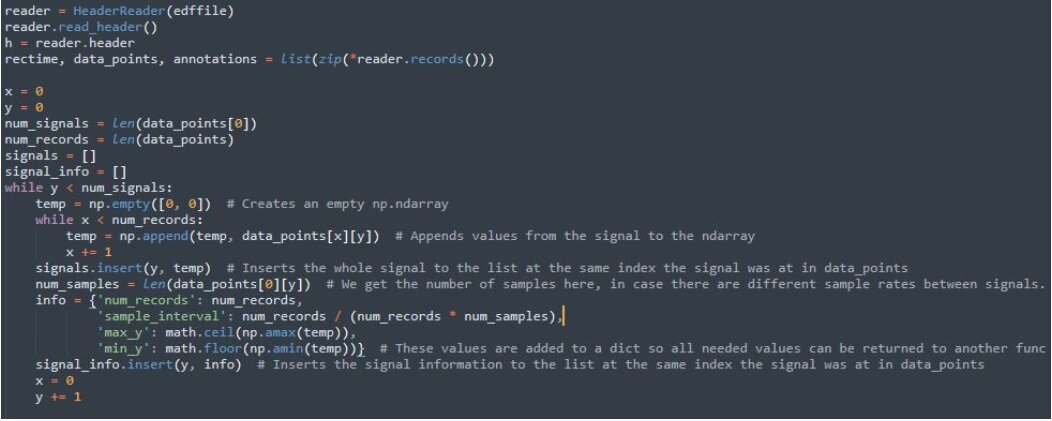 reader = HeaderReader(edffile)
reader.read_header()
h = reader.header
rectime, data_points, annotations = list(zip(*reader.records()))

x = 0
y = 0
num_signals = len(data_points[0])
num_records = len(data_points)
signals = []
signal_info = []
while y < num_signals:
    temp = np.empty([0, 0])  # Creates an empty np.ndarray
    while x < num_records:
        temp = np.append(temp, data_points[x][y])  # Appends values from the signal to the ndarray
        x += 1
    signals.insert(y, temp)  # Inserts the whole signal to the list at the same index the signal was at in data_points
    num_samples = len(data_points[0][y])  # We get the number of samples here, in case there are different sample rates between signals.
    info = {'num_records': num_records,
            'sample_interval': num_records / (num_records * num_samples),
            'max_y': math.ceil(np.amax(temp)),
            'min_y': math.floor(np.amin(temp))}  # These values are added to a dict so all needed values can be returned to another func
    signal_info.insert(y, info)  # Inserts the signal information to the list at the same index the signal was at in data_points
    x = 0
    y += 1